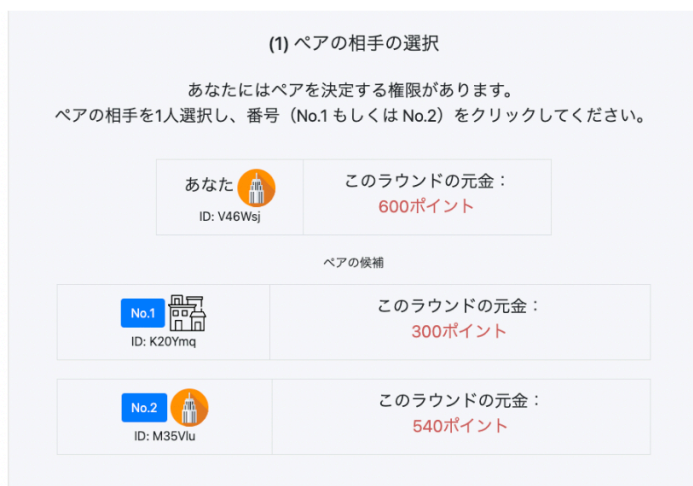 (1) ペアの相手の選択
あなたにはペアを決定する権限があります。
ペアの相手を1人選択し、番号（No.1 もしくは No.2）をクリックしてください。
あなた
ID: V46Wsj
このラウンドの元金：
600ポイント
ペアの候補
No.1
ID: K20Ymq
このラウンドの元金：
300ポイント
No.2
ID: M35Vlu
このラウンドの元金：
540ポイント